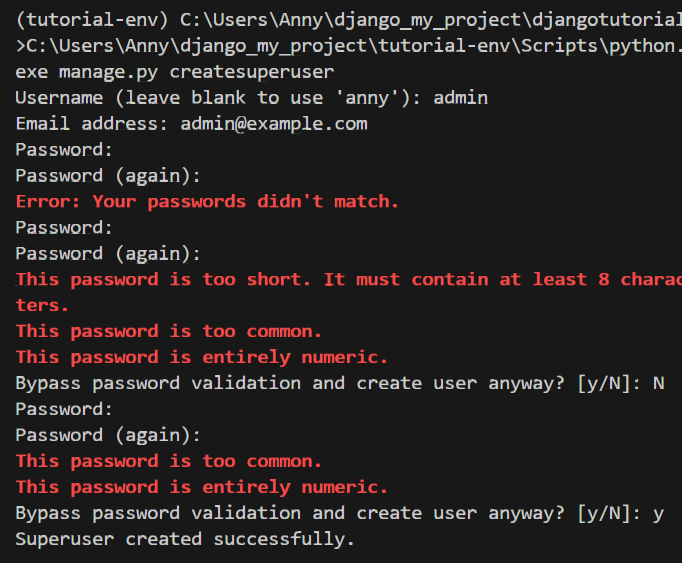 (tutorial-env) C:\Users\Anny\django_my_project\djangotutorial
>C:\Users\Anny\django_my_project\tutorial-env\Scripts\python.
exe manage.py createsuperuser
Username (leave blank to use 'anny'): admin
Email address: admin@example.com
Password:
Password (again):
Error: Your passwords didn't match.
Password:
Password (again):
This password is too short. It must contain at least 8 charac
ters.
This password is too common.
This password is entirely numeric.
Bypass password validation and create user anyway? [y/N]: N
Password:
Password (again):
This password is too common.
This password is entirely numeric.
Bypass password validation and create user anyway? [y/N]: y
Superuser created successfully.